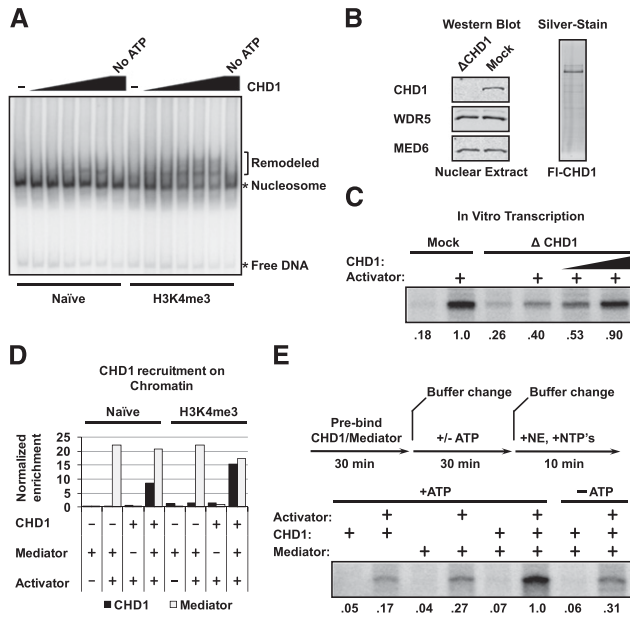 A
No ATP
No ATP
– – CHD1
Remodeled
* Nucleosome
* Free DNA
Naïve H3K4me3
B
Western Blot Silver-Stain
ΔCHD1 Mock
CHD1
WDR5
MED6
Nuclear Extract FI-CHD1
C
In Vitro Transcription
Mock Δ CHD1
CHD1:
Activator: + + + +
.18 1.0 .26 .40 .53 .90
D
CHD1 recruitment on
Chromatin
Naïve H3K4me3
Normalized
enrichment
25
20
15
10
5
0
CHD1 – – + + – – + +
Mediator + + – + + + – +
Activator – + + + – + + +
CHD1 Mediator
E
Buffer change Buffer change
Pre-bind
CHD1/Mediator +/- ATP +NE, +NTP's
30 min 30 min 10 min
+ATP –ATP
Activator: + + + +
CHD1: + + + + + +
Mediator: + + + + + +
.05 .17 .04 .27 .07 1.0 .06 .31